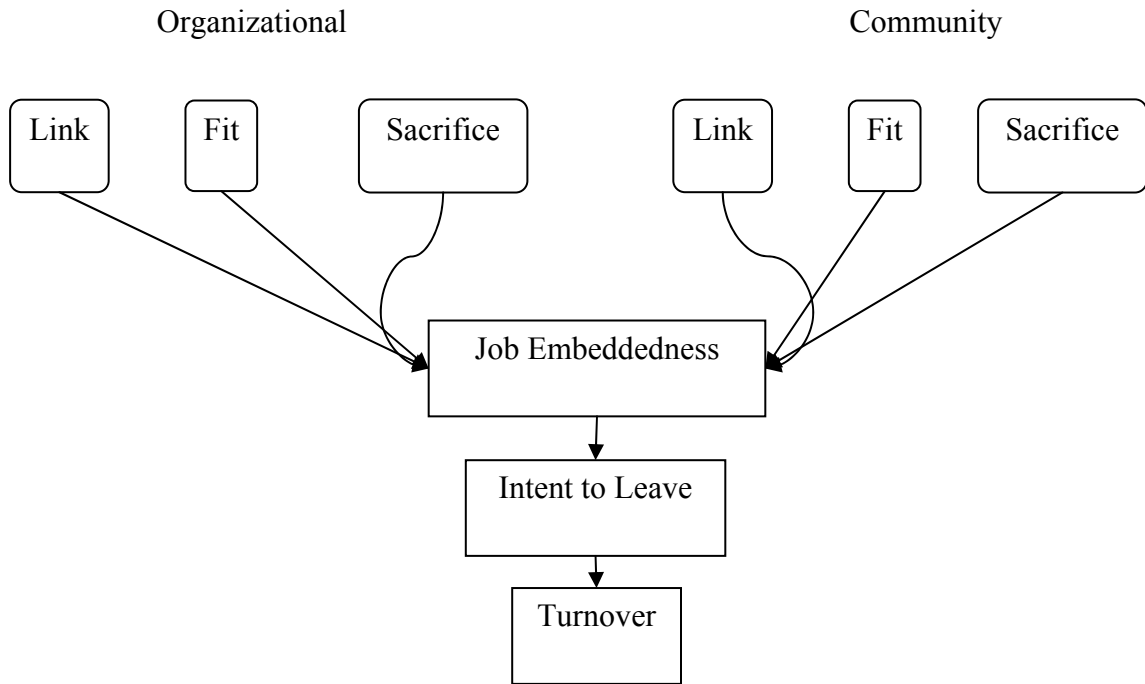 Organizational
Community
Link
Fit
Sacrifice
Link
Fit
Sacrifice
Job Embeddedness
Intent to Leave
Turnover